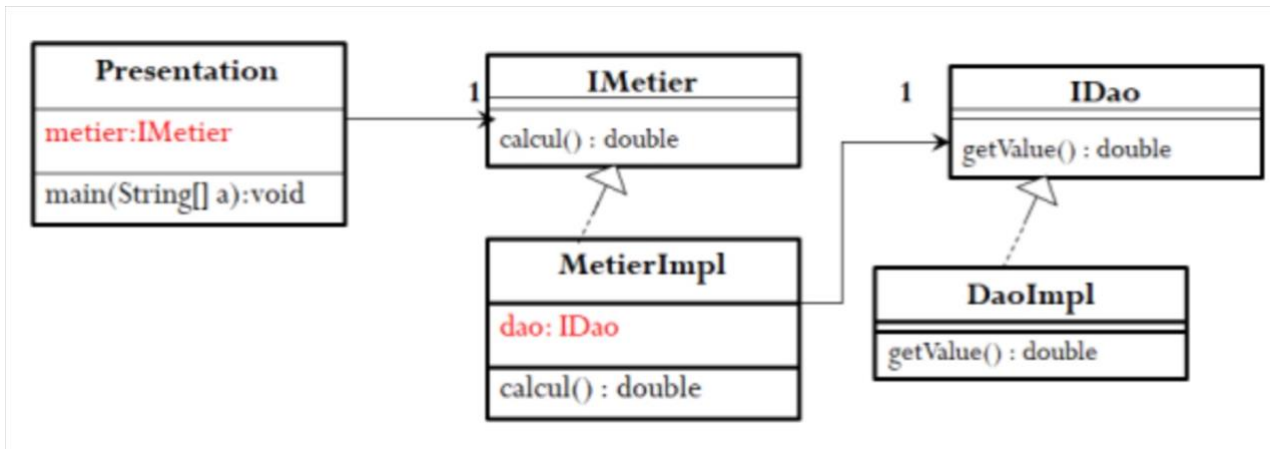 Presentation
metier:IMetier
main(String[] a):void
1
IMetier
calcul() : double
MetierImpl
dao: IDao
calcul() : double
1
IDao
getValue() : double
DaoImpl
getValue() : double